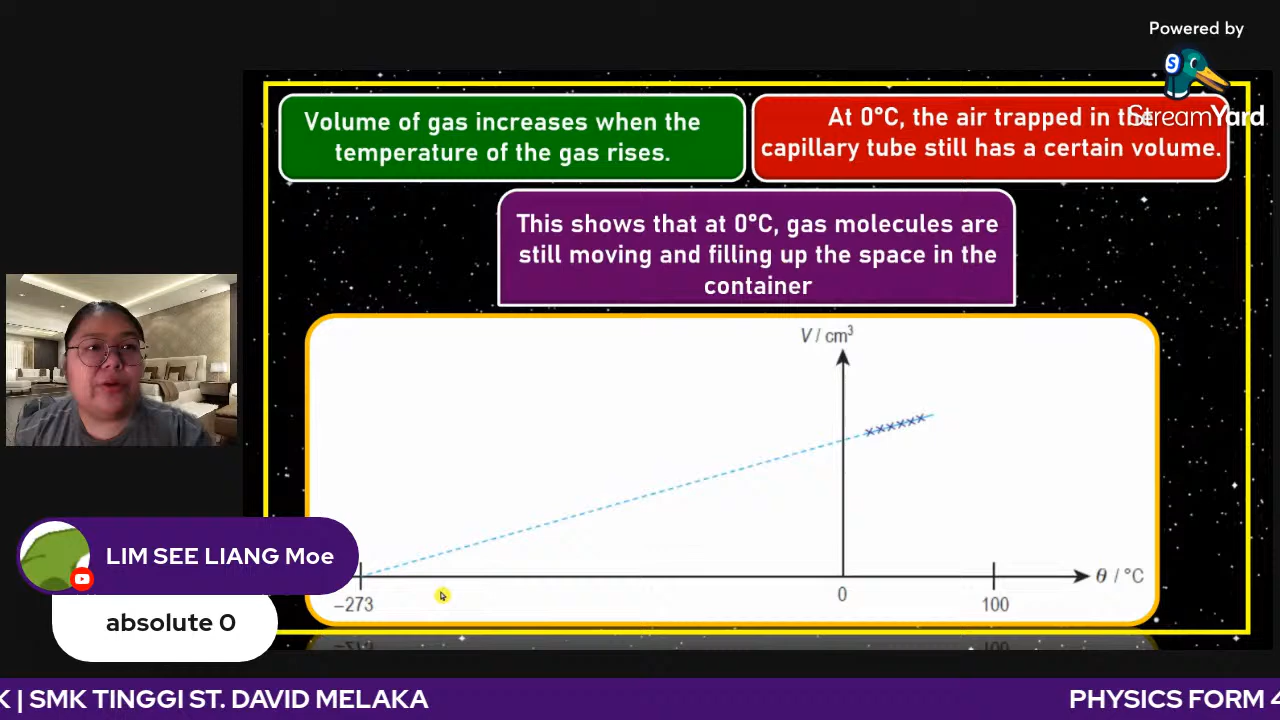 Powered by
StreamYard
Volume of gas increases when the
temperature of the gas rises.
At 0°C, the air trapped in the
capillary tube still has a certain volume.
This shows that at 0°C, gas molecules are
still moving and filling up the space in the
container
V / cm³
θ / °C
−273
0
100
LIM SEE LIANG Moe
absolute 0
K | SMK TINGGI ST. DAVID MELAKA
PHYSICS FORM 4